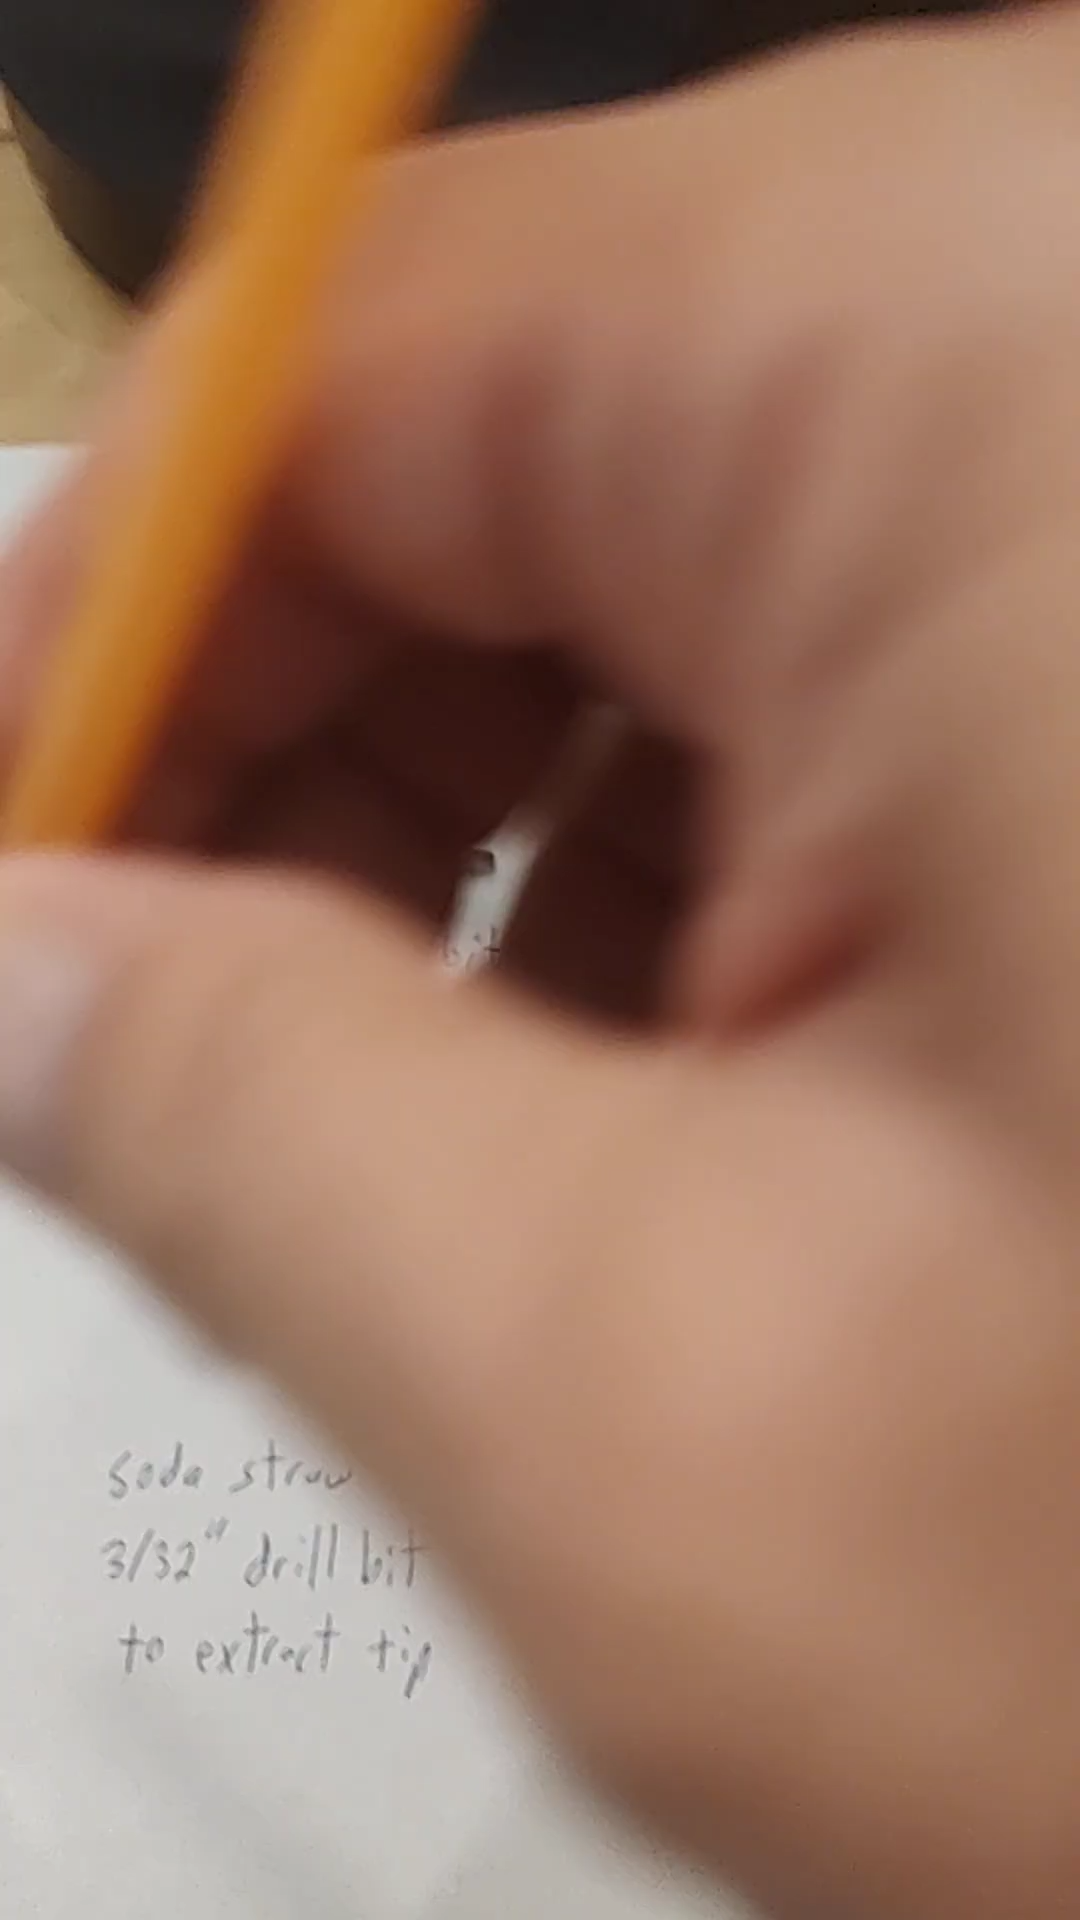 soda straw
3/32" drill bit
to extract tip